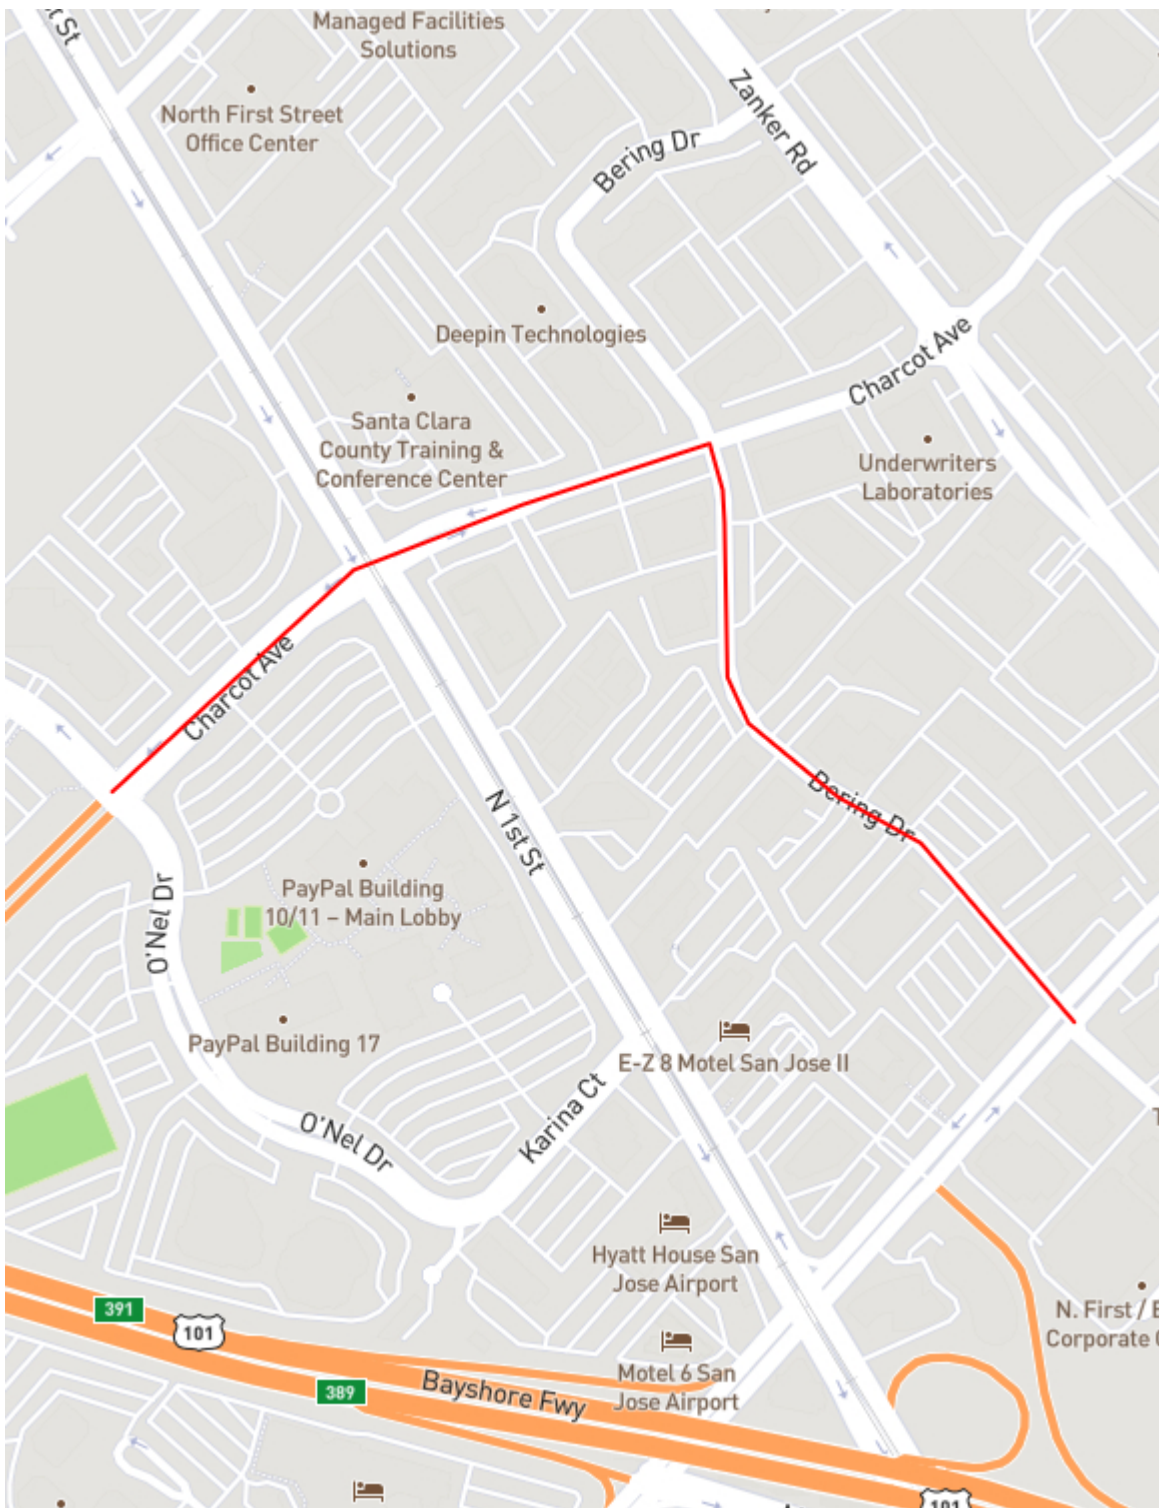 St
Managed Facilities
Solutions
Zanker Rd
North First Street
Office Center
Bering Dr
Deepin Technologies
Charcot Ave
Santa Clara
County Training &
Conference Center
Underwriters
Laboratories
Charcot Ave
N 1st St
Bering Dr
PayPal Building
10/11 – Main Lobby
O'Nel Dr
PayPal Building 17
E-Z 8 Motel San Jose II
Karina Ct
O'Nel Dr
Hyatt House San
Jose Airport
391
101
N. First /
Corporate
Motel 6 San
Jose Airport
389
Bayshore Fwy
101